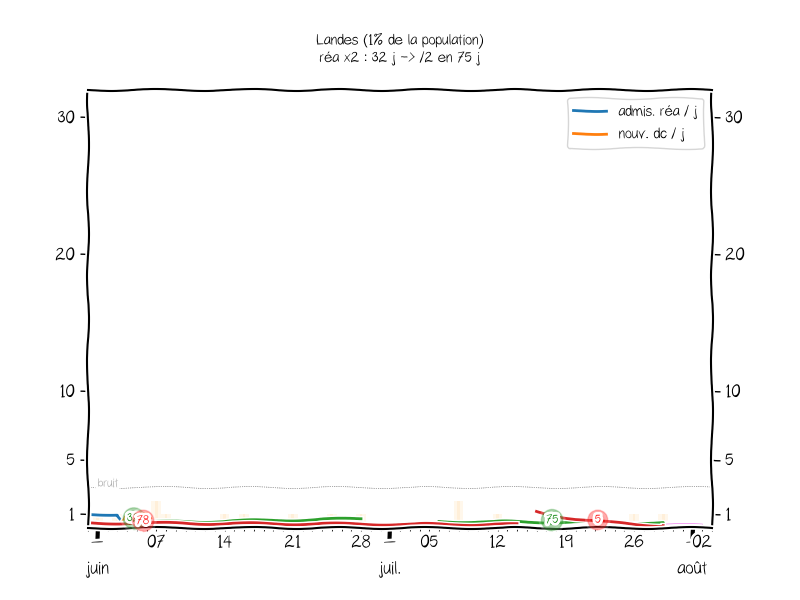 Landes (1% de la population)
réa x2 : 32 j -> /2 en 75 j
admis. réa / j
nouv. dc / j
30
20
10
5
1
30
20
10
5
1
bruit
78
75
5
07
14
21
28
05
12
19
26
02
juin
juil.
août